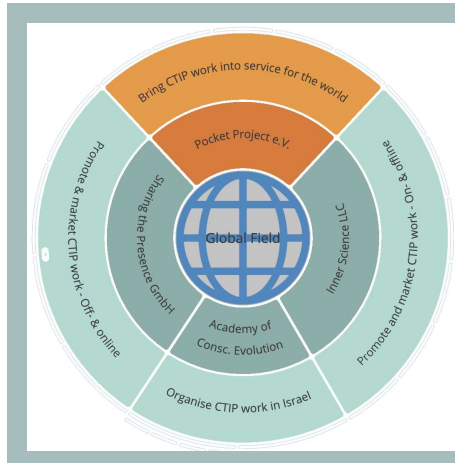 Bring CTIP work into service for the world
Pocket Project e.V.
Promote & market CTIP work - Off- & online
Sharing the Presence GmbH
Global Field
Inner Science LLC
Promote and market CTIP work - On- & offline
Academy of
Consc. Evolution
Organise CTIP work in Israel